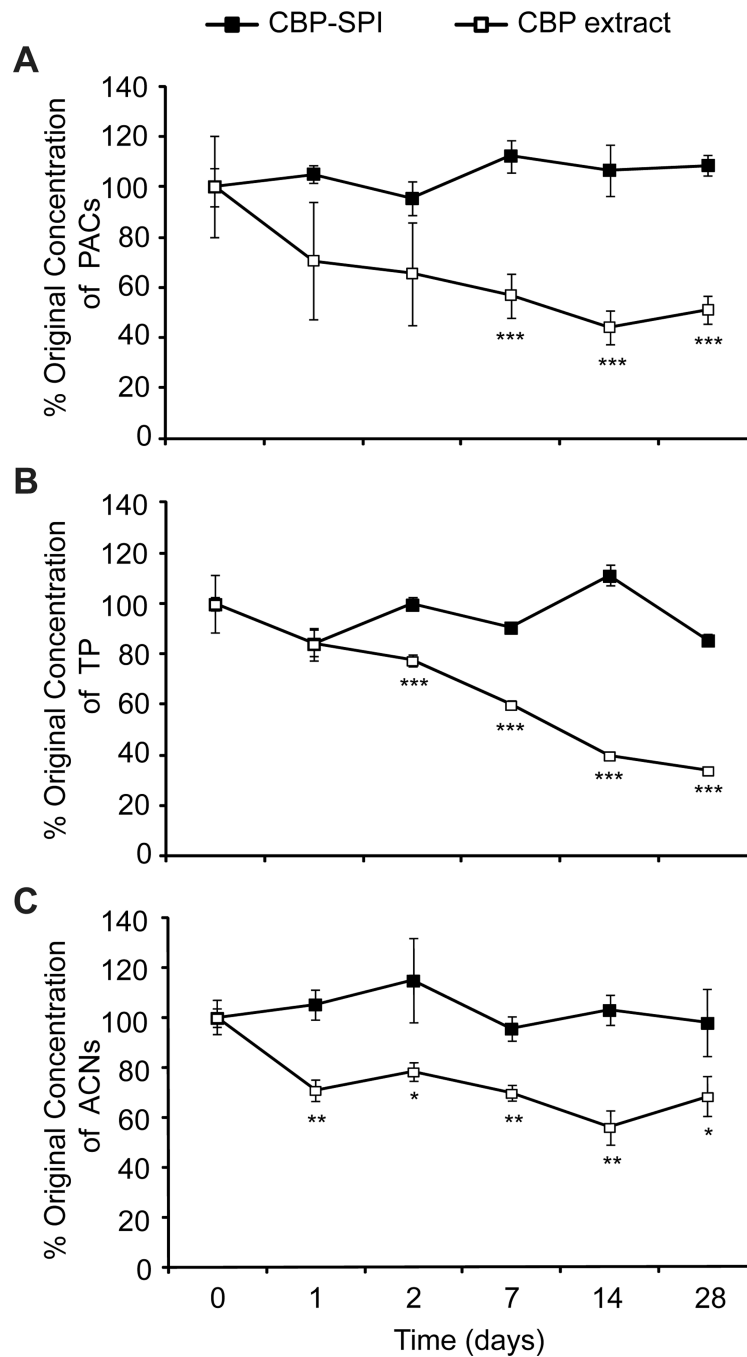 CBP-SPI CBP extract
A
% Original Concentration
of PACs
140
120
100
80
60
40
20
0
*** *** ***
B
% Original Concentration
of TP
140
120
100
80
60
40
20
0
*** *** *** ***
C
% Original Concentration
of ACNs
140
120
100
80
60
40
20
0
** * ** ** *
0 1 2 7 14 28
Time (days)